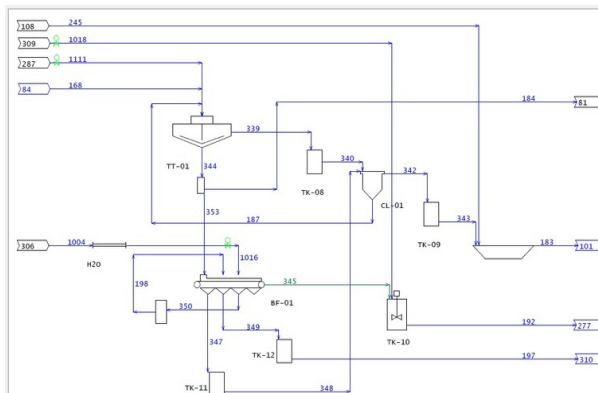 108 245
309 1018
287 1111
84 168
184 81
339
TT-01 344 TK-08 340 342
CL-01
353 187 TK-09 343
306 1004 183 101
H2O 1016
198 345
BF-01
350
347 349 192 277
TK-10
TK-12 197 310
TK-11 348